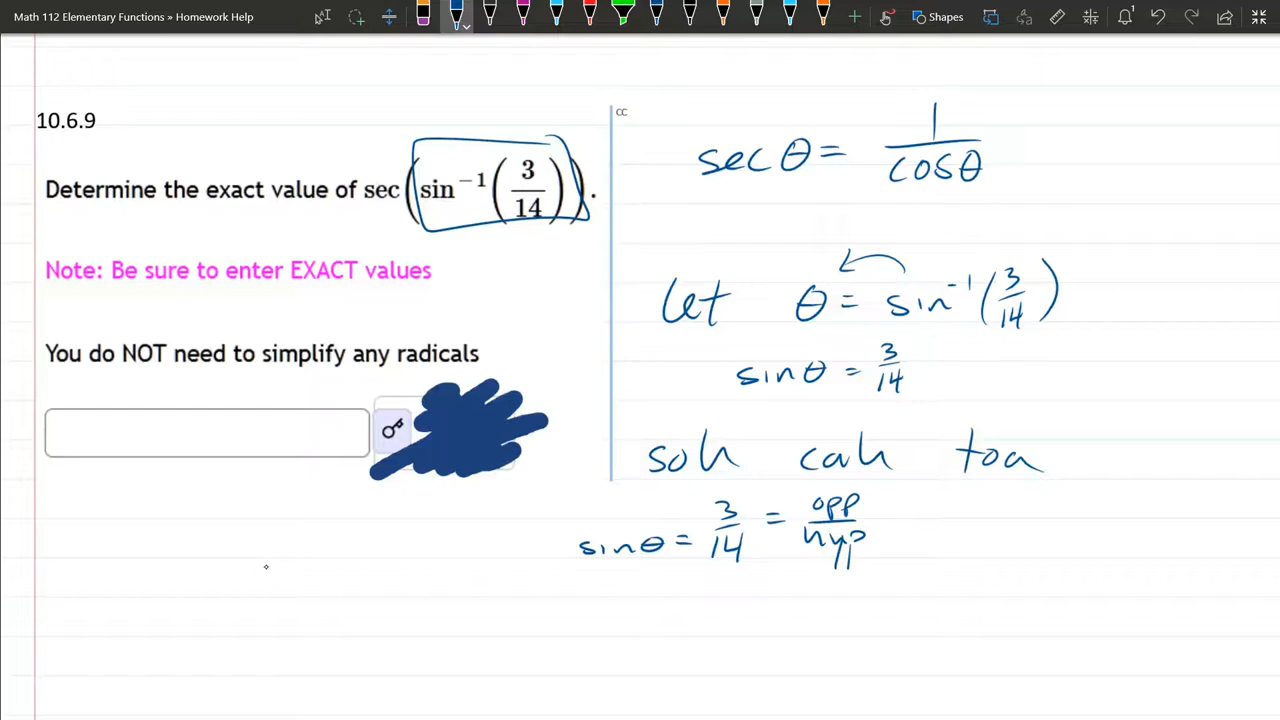 Math 112 Elementary Functions » Homework Help
Shapes
10.6.9
Determine the exact value of sec(sin⁻¹(3/14)).
Note: Be sure to enter EXACT values
You do NOT need to simplify any radicals
cc
sec θ = 1/cos θ
let θ = sin⁻¹(3/14)
sin θ = 3/14
soh cah toa
sin θ = 3/14 = opp/hyp